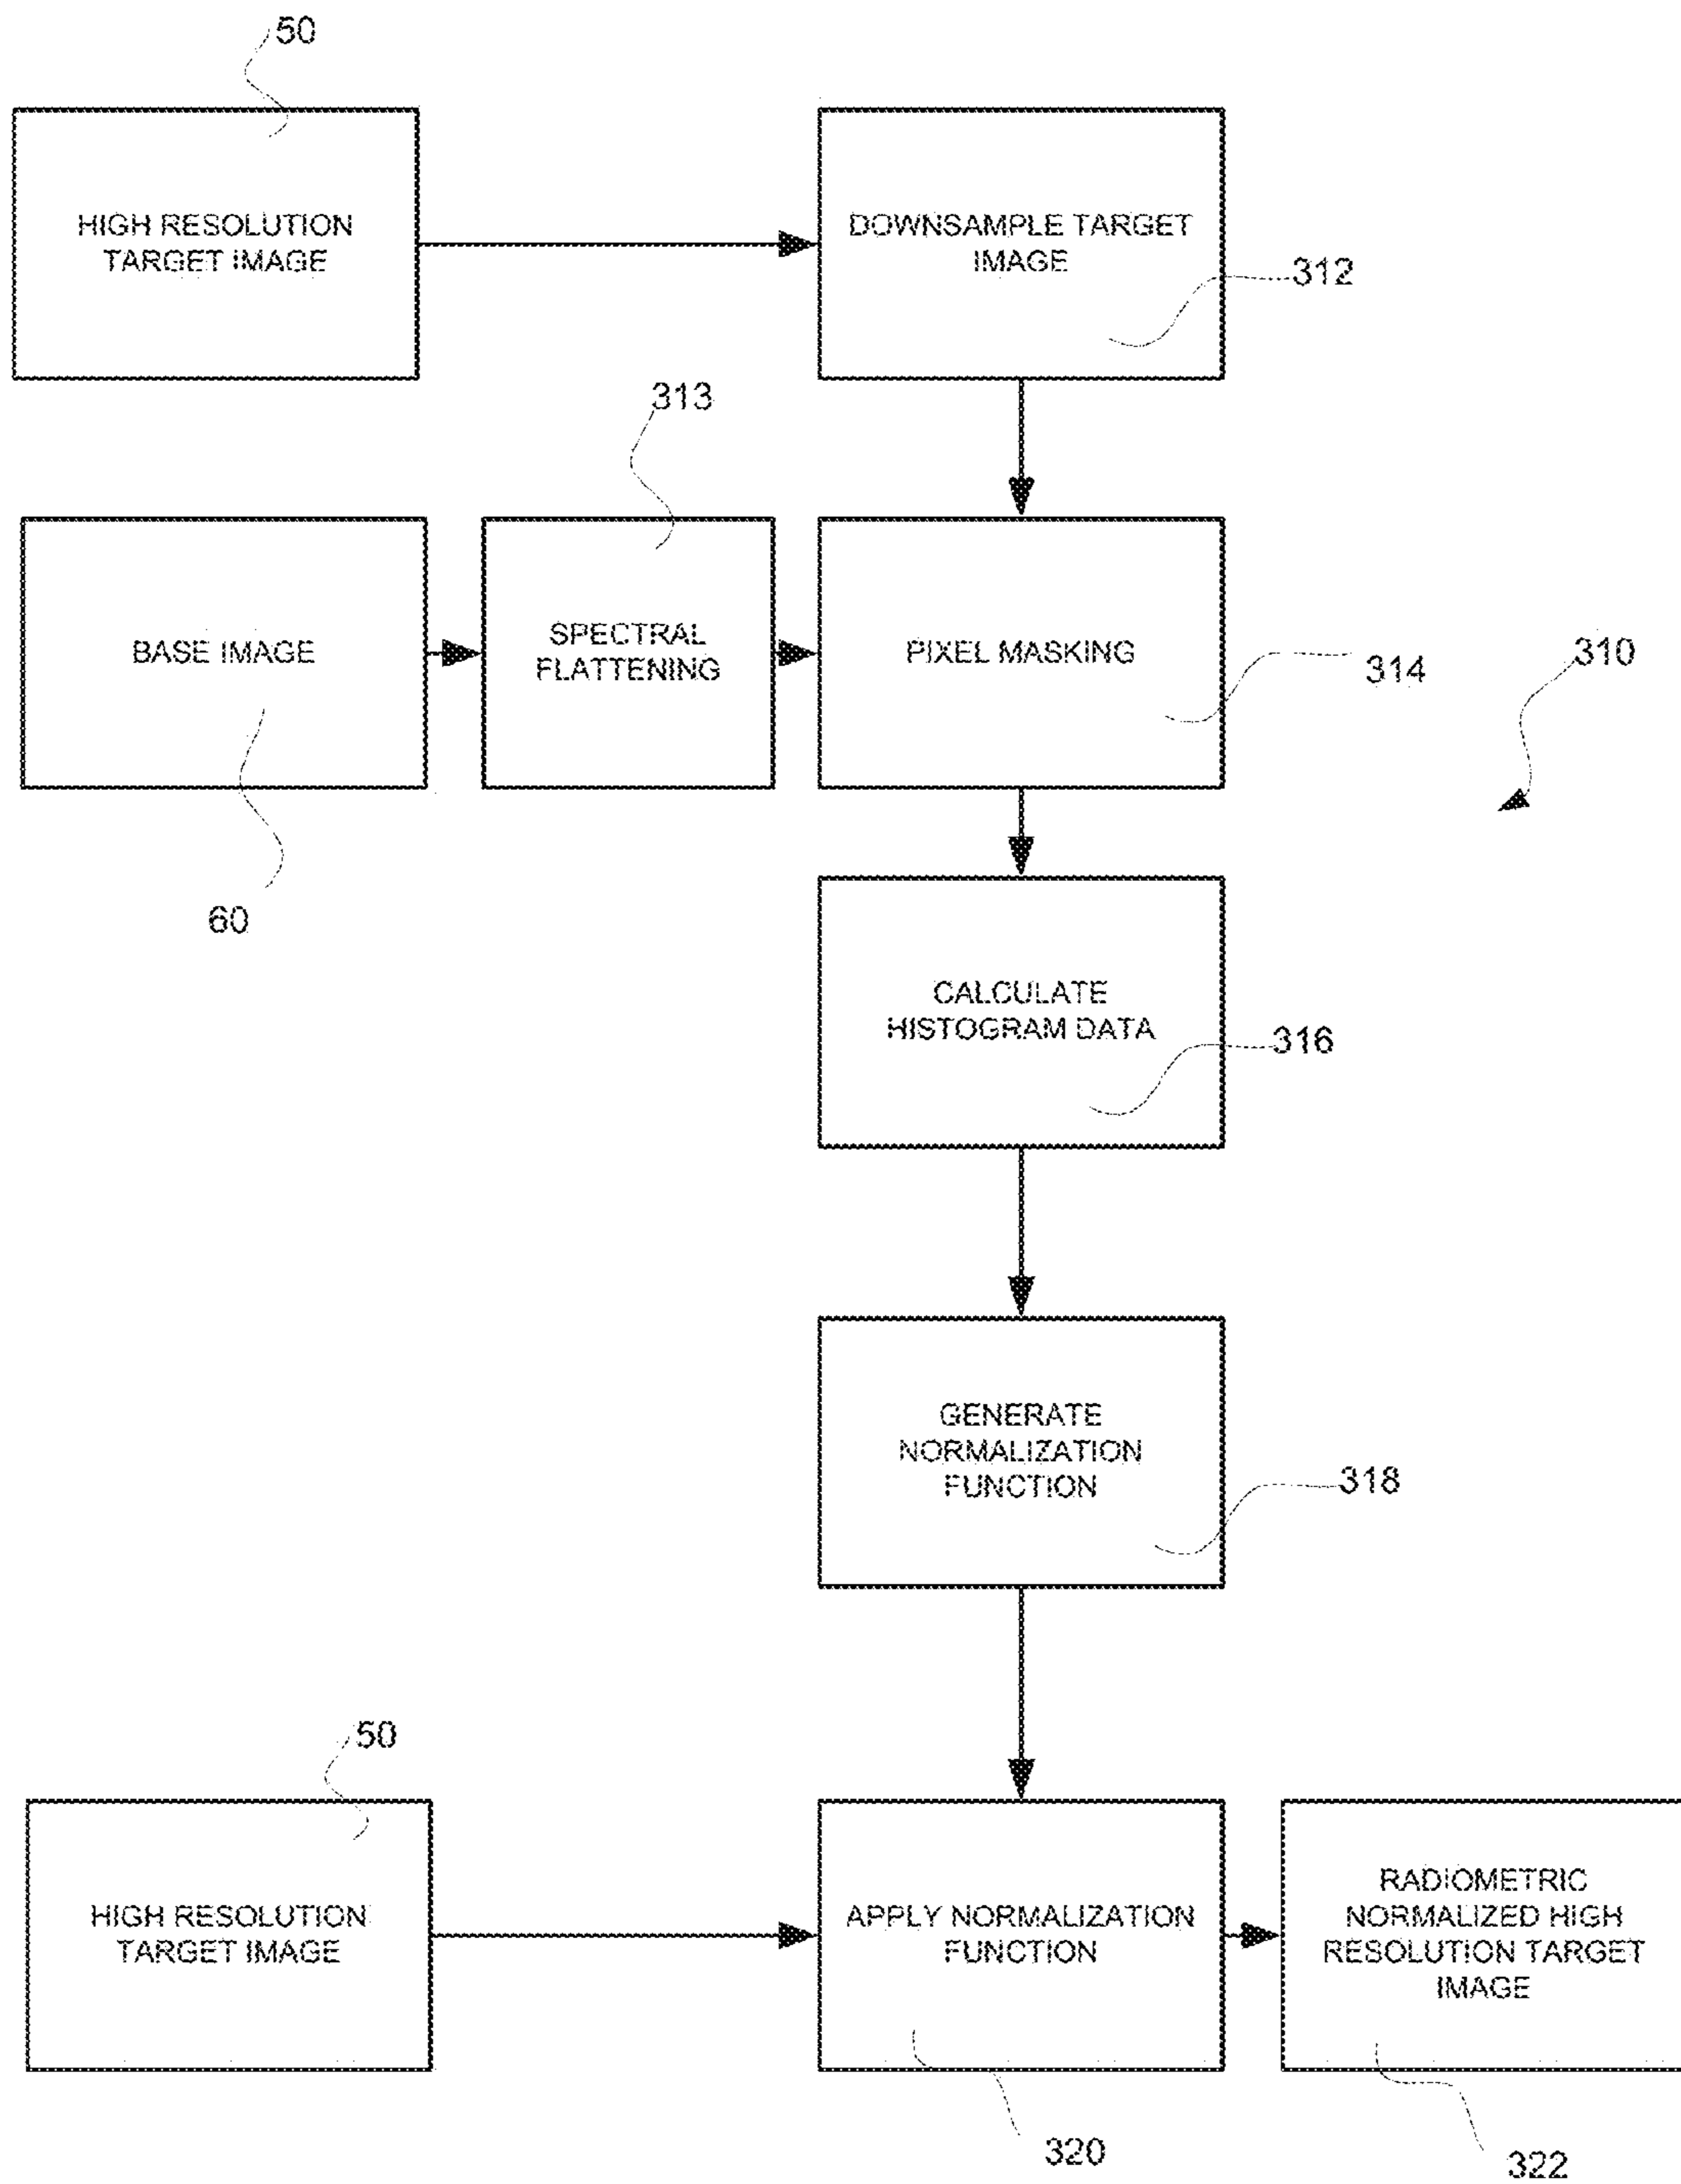 50
HIGH RESOLUTION
TARGET IMAGE
DOWNSAMPLE TARGET
IMAGE
312
313
BASE IMAGE
SPECTRAL
FLATTENING
PIXEL MASKING
314
310
60
CALCULATE
HISTOGRAM DATA
316
GENERATE
NORMALIZATION
FUNCTION
318
50
HIGH RESOLUTION
TARGET IMAGE
APPLY NORMALIZATION
FUNCTION
RADIOMETRIC
NORMALIZED HIGH
RESOLUTION TARGET
IMAGE
320
322